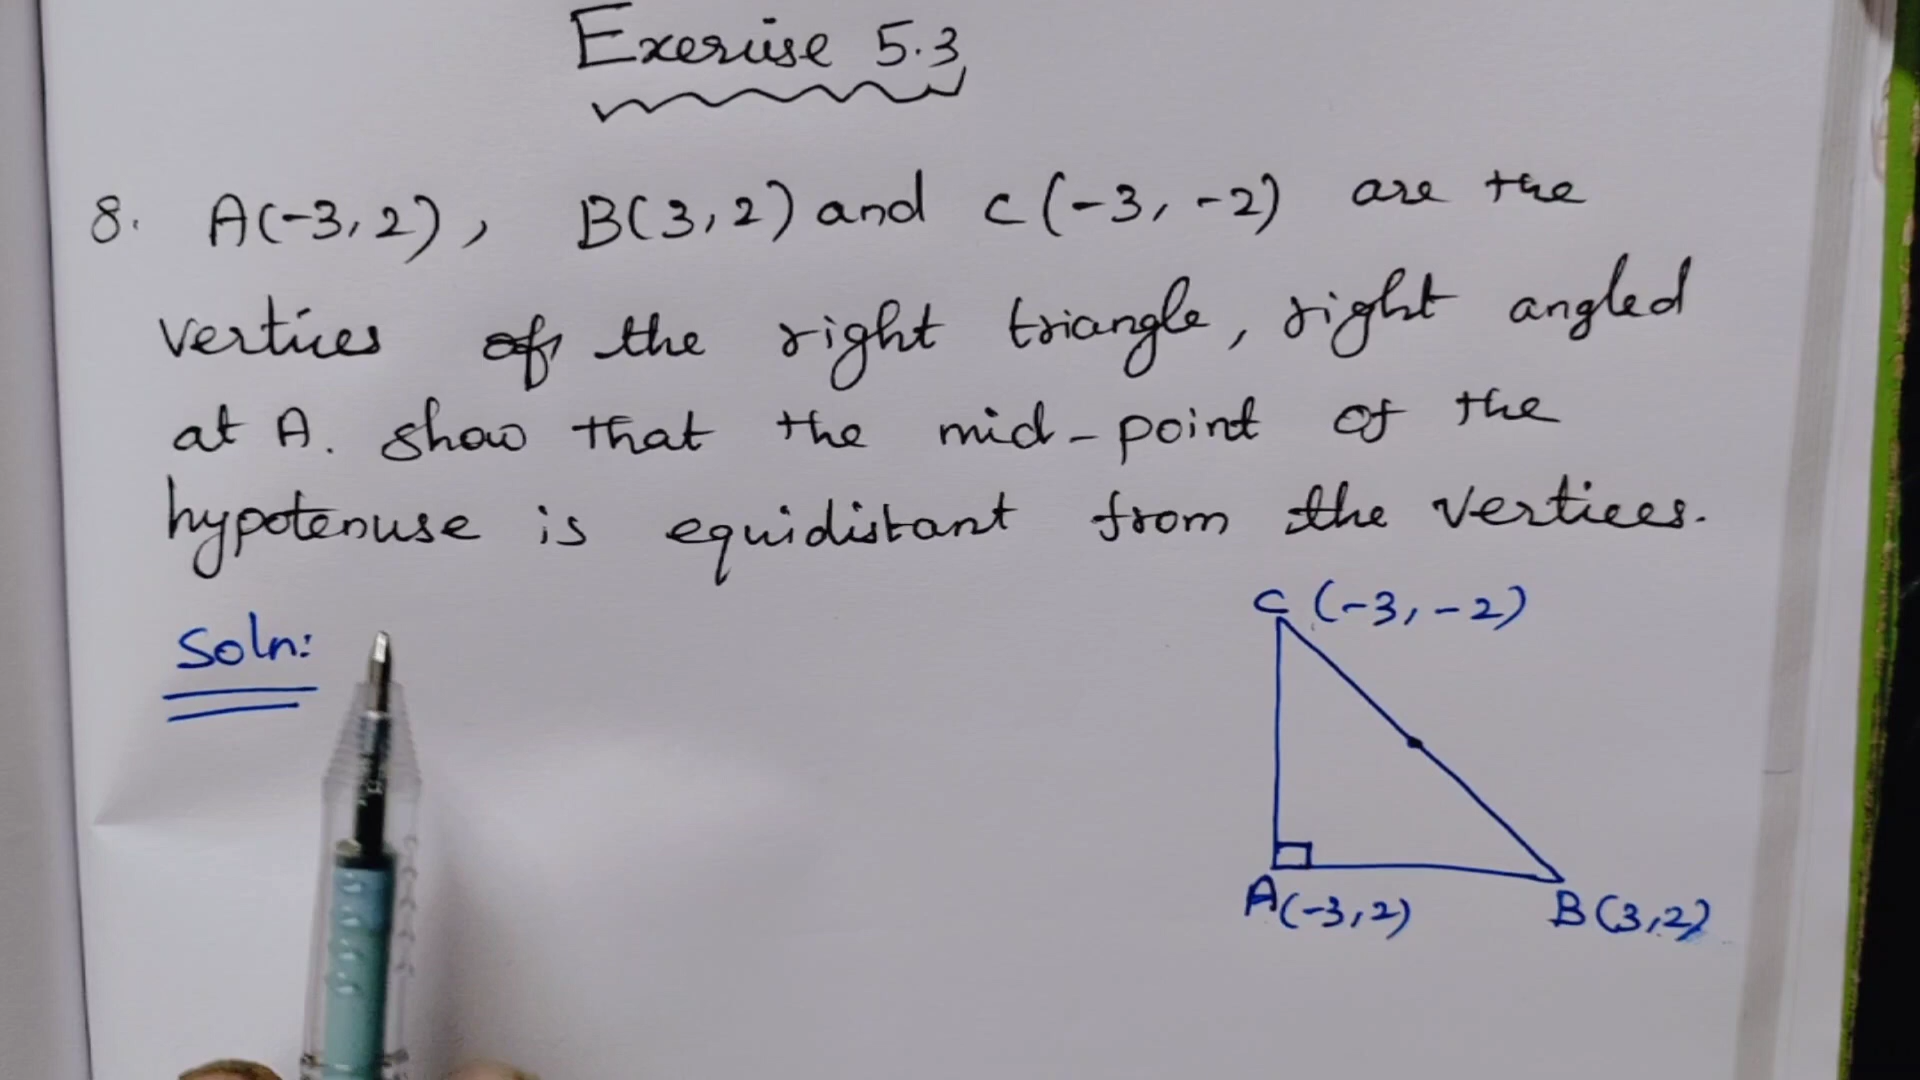 Exercise 5.3
8. A(-3,2), B(3,2) and C(-3,-2) are the
vertices of the right triangle, right angled
at A. show that the mid-point of the
hypotenuse is equidistant from the vertices.
Soln:
C(-3,-2)
A(-3,2) B(3,2)